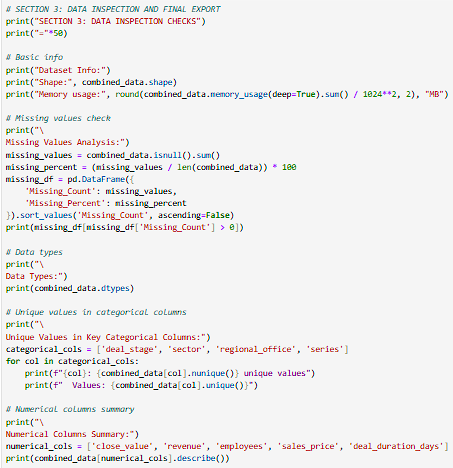 # SECTION 3: DATA INSPECTION AND FINAL EXPORT
print("SECTION 3: DATA INSPECTION CHECKS")
print("="*50)

# Basic info
print("Dataset Info:")
print("Shape:", combined_data.shape)
print("Memory usage:", round(combined_data.memory_usage(deep=True).sum() / 1024**2, 2), "MB")

# Missing values check
print("\
Missing Values Analysis:")
missing_values = combined_data.isnull().sum()
missing_percent = (missing_values / len(combined_data)) * 100
missing_df = pd.DataFrame({
    'Missing_Count': missing_values,
    'Missing_Percent': missing_percent
}).sort_values('Missing_Count', ascending=False)
print(missing_df[missing_df['Missing_Count'] > 0])

# Data types
print("\
Data Types:")
print(combined_data.dtypes)

# Unique values in categorical columns
print("\
Unique Values in Key Categorical Columns:")
categorical_cols = ['deal_stage', 'sector', 'regional_office', 'series']
for col in categorical_cols:
    print(f"{col}: {combined_data[col].nunique()} unique values")
    print(f"  Values: {combined_data[col].unique()}")

# Numerical columns summary
print("\
Numerical Columns Summary:")
numerical_cols = ['close_value', 'revenue', 'employees', 'sales_price', 'deal_duration_days']
print(combined_data[numerical_cols].describe())